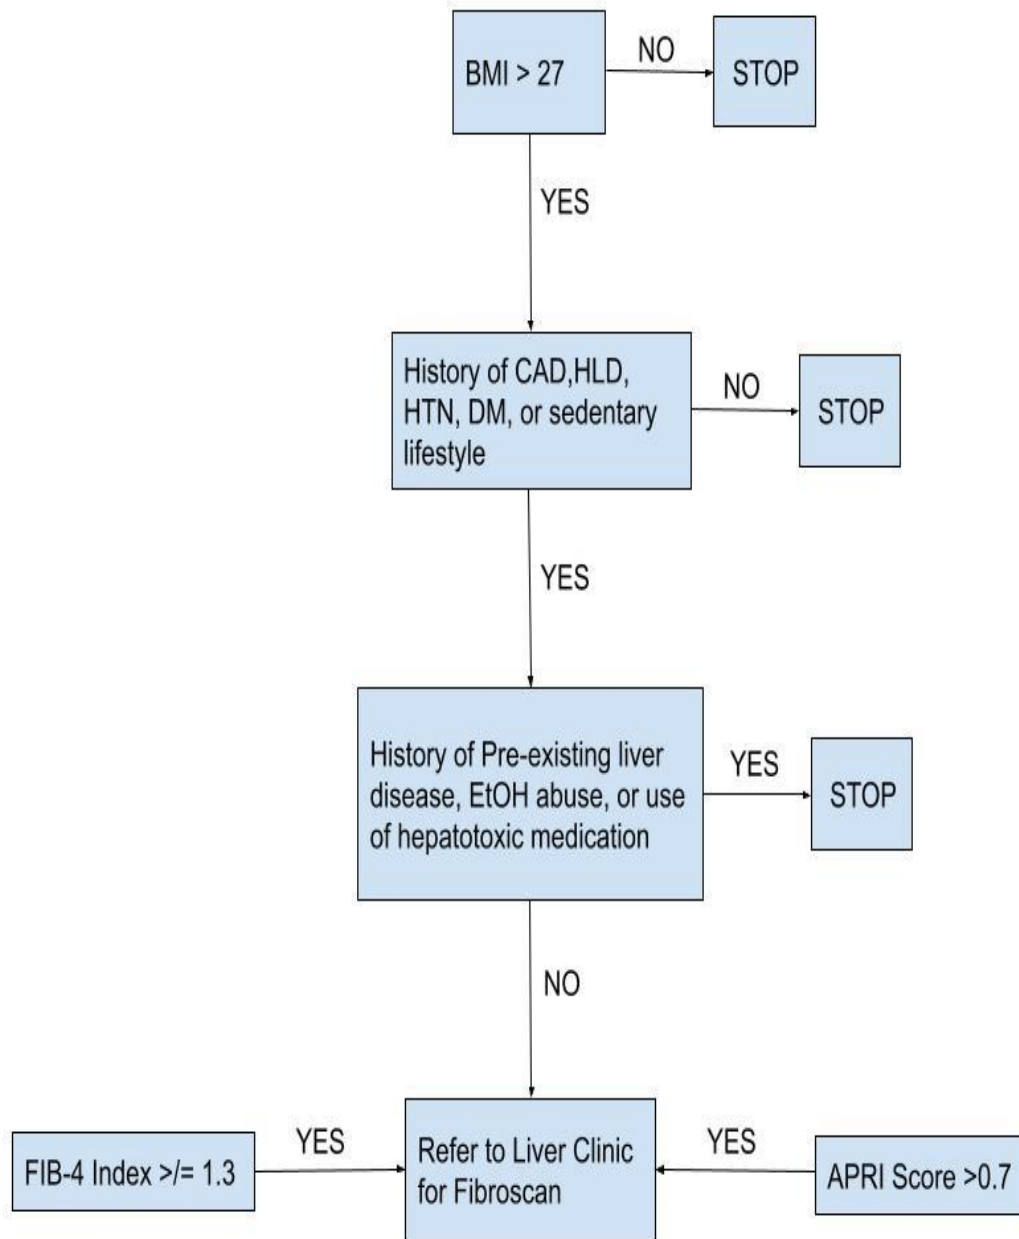 BMI > 27
NO
STOP
YES
History of CAD,HLD,
HTN, DM, or sedentary
lifestyle
NO
STOP
YES
History of Pre-existing liver
disease, EtOH abuse, or use
of hepatotoxic medication
YES
STOP
NO
FIB-4 Index >/= 1.3
YES
Refer to Liver Clinic
for Fibroscan
YES
APRI Score >0.7